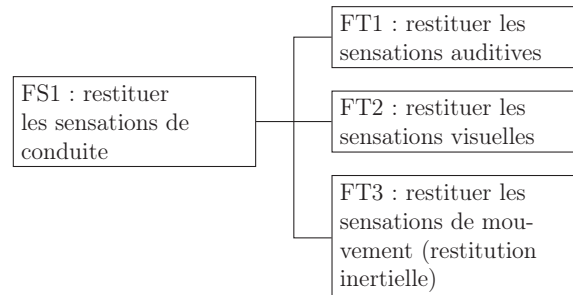 FS1 : restituer
les sensations de
conduite
FT1 : restituer les
sensations auditives
FT2 : restituer les
sensations visuelles
FT3 : restituer les
sensations de mou-
vement (restitution
inertielle)